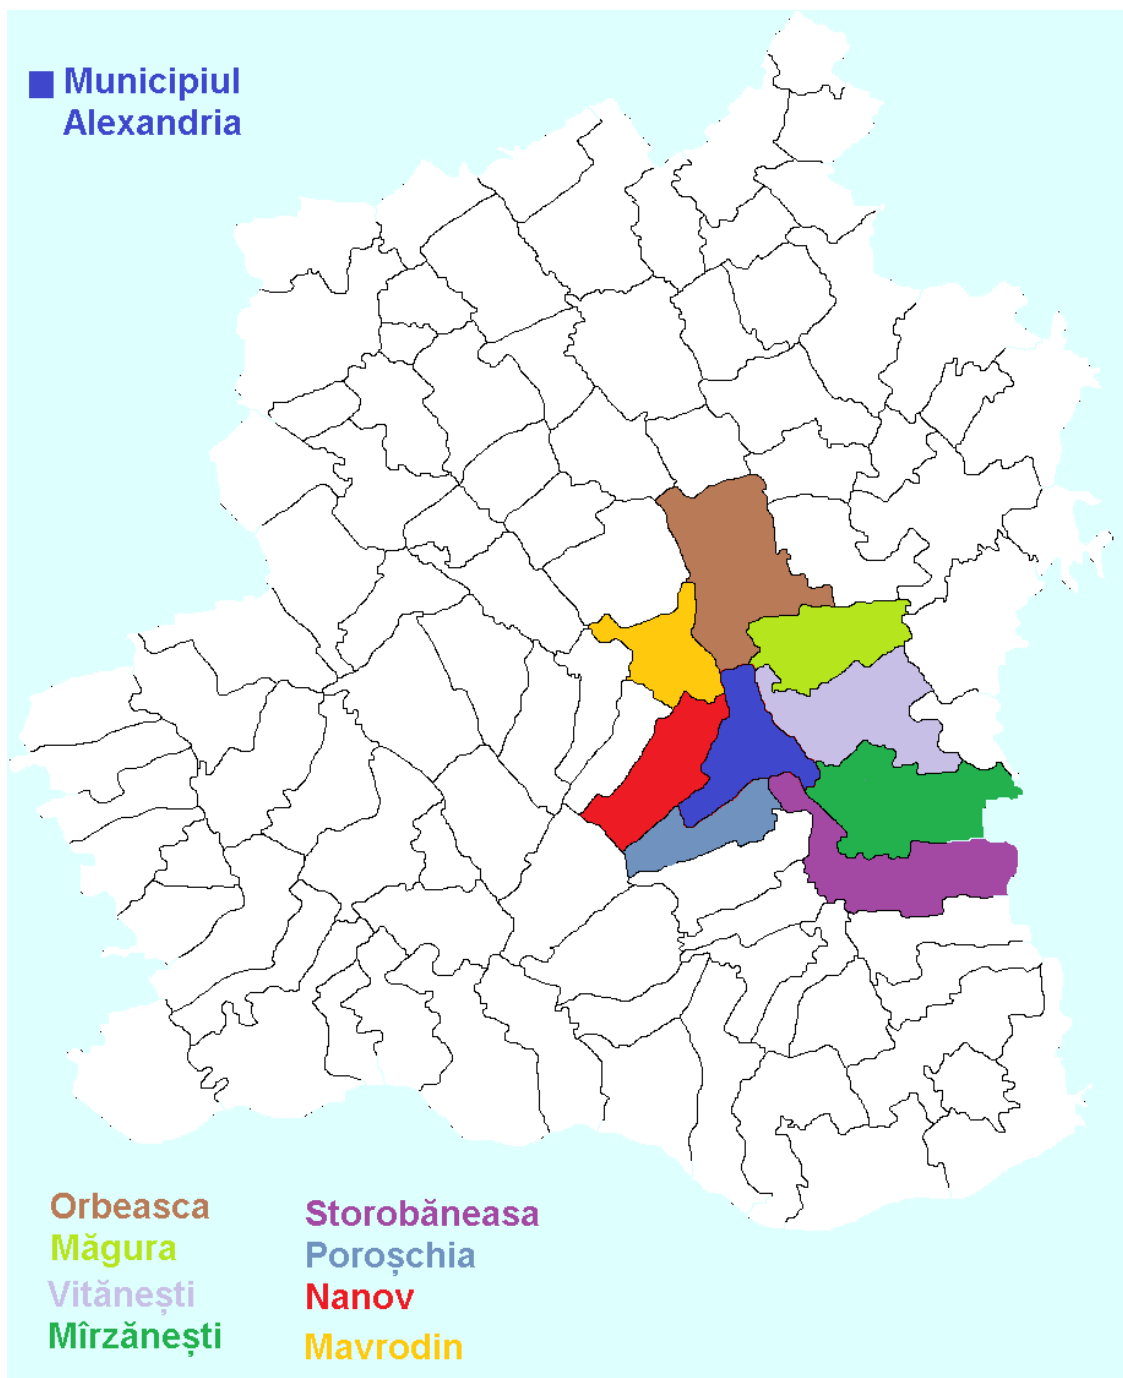 Municipiul
Alexandria
Orbeasca
Măgura
Vitănești
Mîrzănești
Storobăneasa
Poroșchia
Nanov
Mavrodin